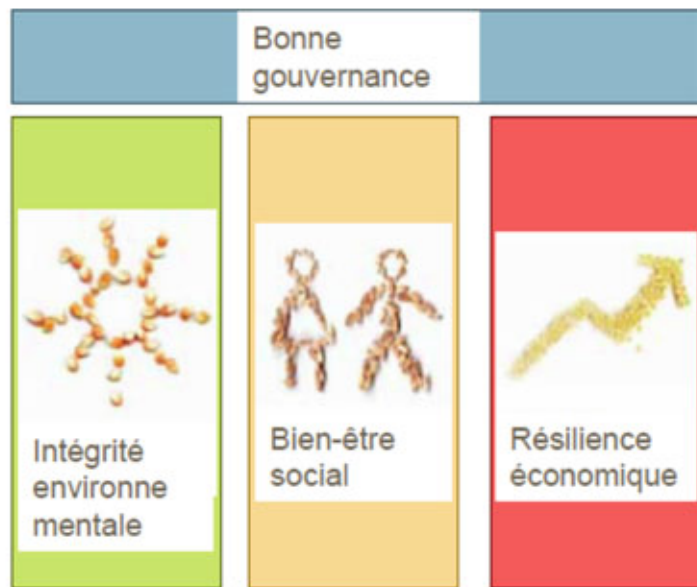 Bonne
gouvernance
Intégrité
environne
mentale
Bien-être
social
Résilience
économique